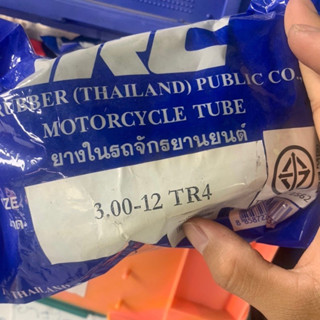 IRC
RUBBER (THAILAND) PUBLIC CO.,
MOTORCYCLE TUBE
ยางในรถจักรยานยนต์
3.00-12 TR4
THAILAND